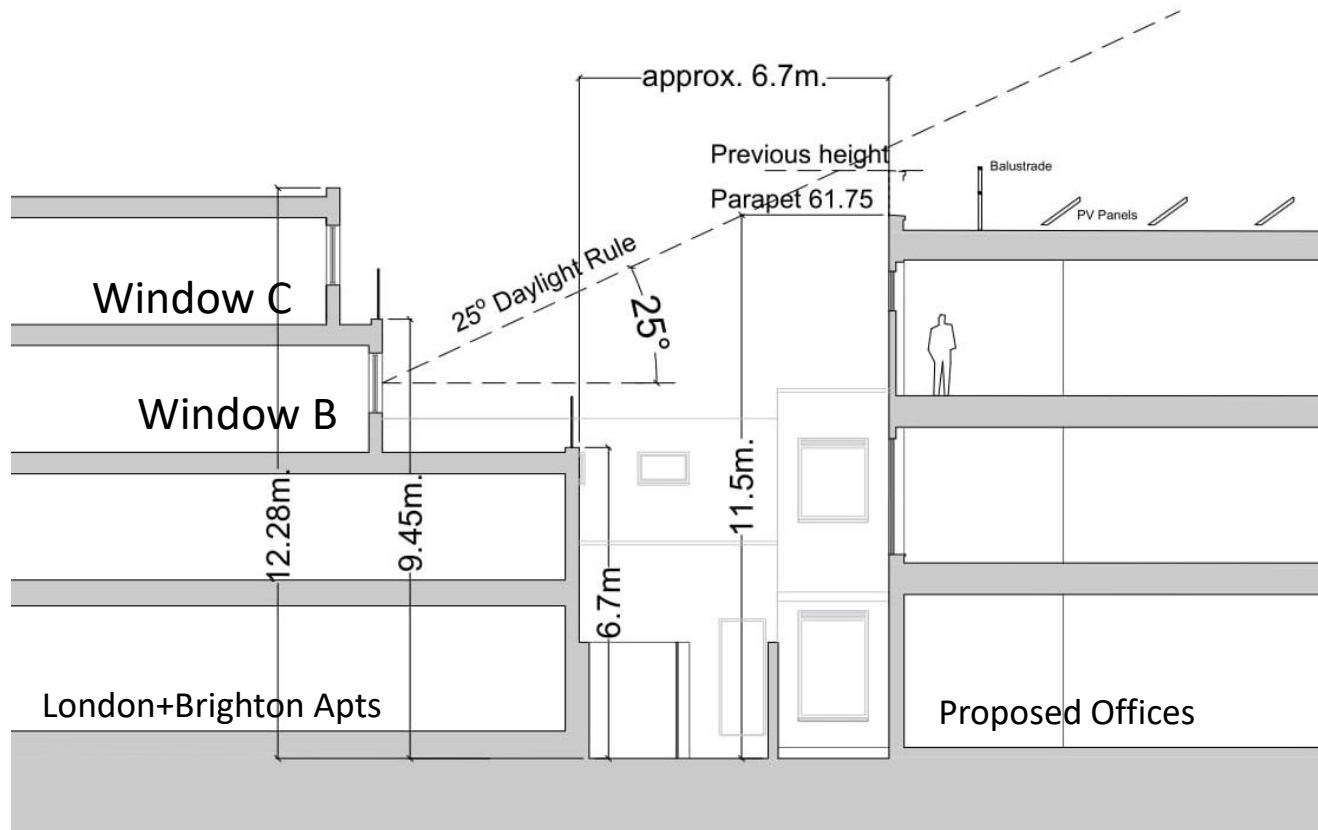 approx. 6.7m.
Previous height
Balustrade
Parapet 61.75
PV Panels
25º Daylight Rule
25°
Window C
Window B
12.28m.
9.45m.
11.5m.
6.7m
London+Brighton Apts
Proposed Offices